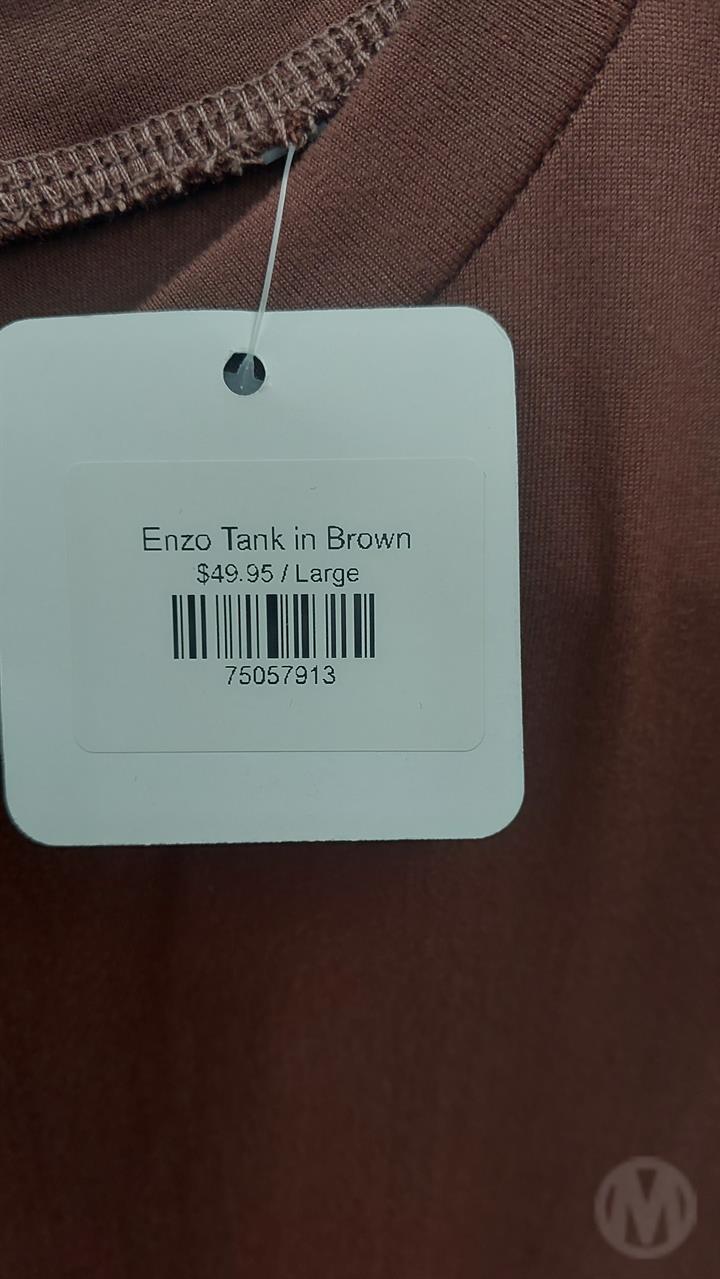 Enzo Tank in Brown
$49.95 / Large
75057913
M